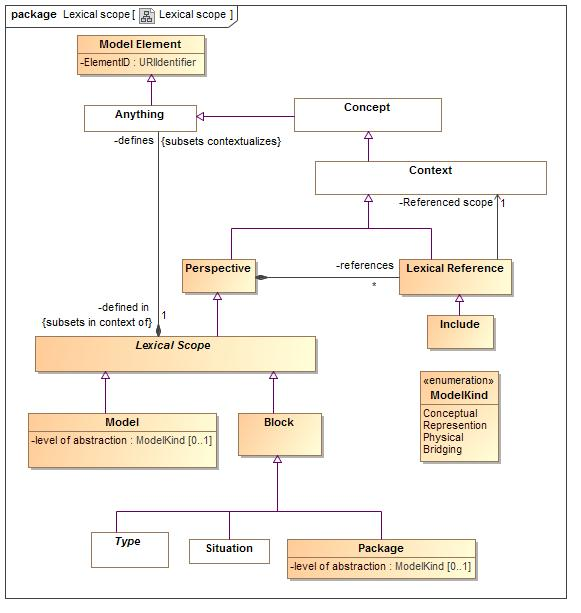 package Lexical scope [ Lexical scope ]
Model Element
-ElementID : URIIdentifier
Anything
Concept
-defines {subsets contextualizes}
Context
-Referenced scope 1
Perspective
-references
*
Lexical Reference
-defined in
{subsets in context of}
1
Include
Lexical Scope
«enumeration»
ModelKind
Conceptual
Represention
Physical
Bridging
Model
-level of abstraction : ModelKind [0..1]
Block
Type
Situation
Package
-level of abstraction : ModelKind [0..1]